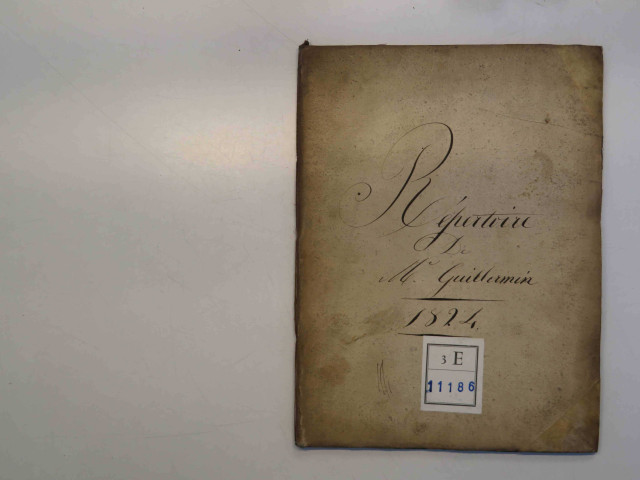 Répertoire
De
Mr Guillermin
1824
3 E
11186